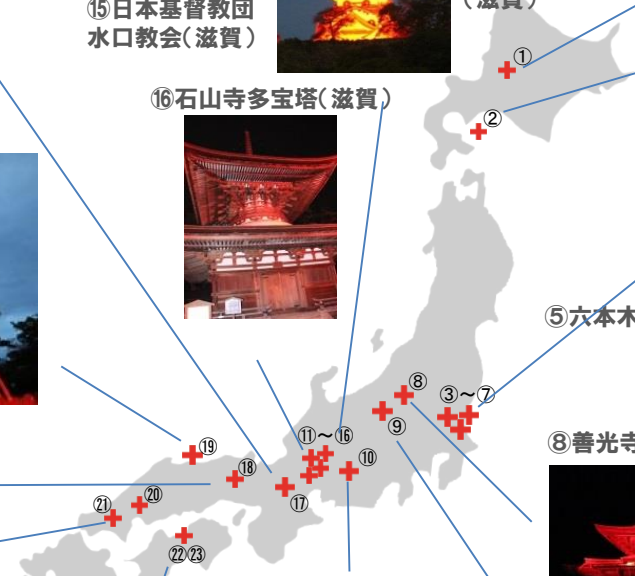 ⑮日本基督教団
水口教会(滋賀)
(滋賀)
⑯石山寺多宝塔(滋賀)
①
②
⑤六本木
⑧
③～⑦
⑨
⑧善光寺
⑪～⑯
⑩
⑲
⑱
⑰
⑳
㉑
㉒㉓